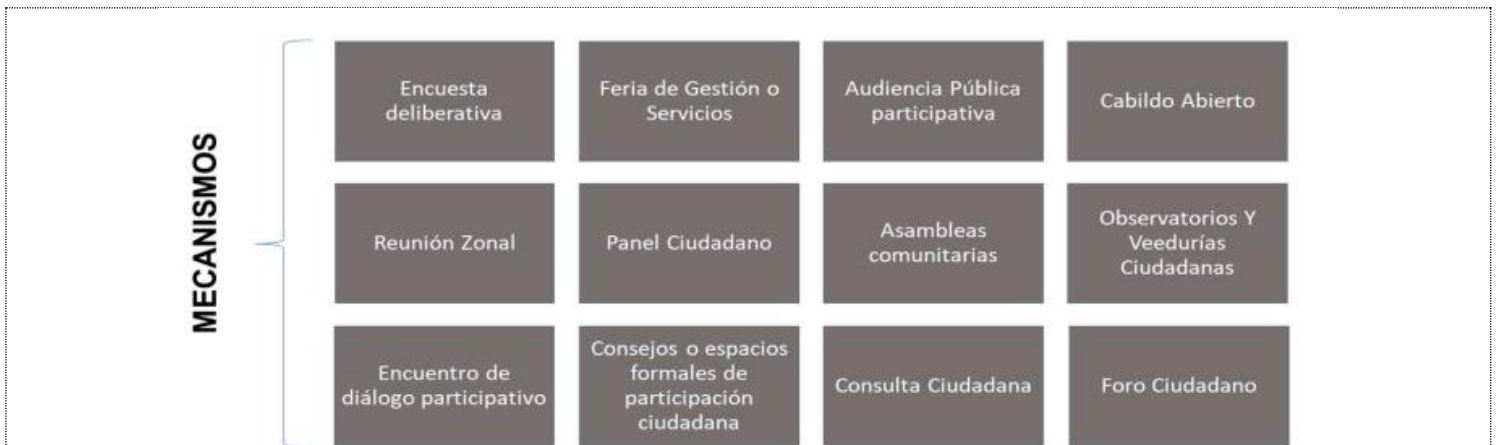 MECANISMOS
Encuesta
deliberativa
Feria de Gestión o
Servicios
Audiencia Pública
participativa
Cabildo Abierto
Reunión Zonal
Panel Ciudadano
Asambleas
comunitarias
Observatorios Y
Veedurías
Ciudadanas
Encuentro de
diálogo participativo
Consejos o espacios
formales de
participación
ciudadana
Consulta Ciudadana
Foro Ciudadano